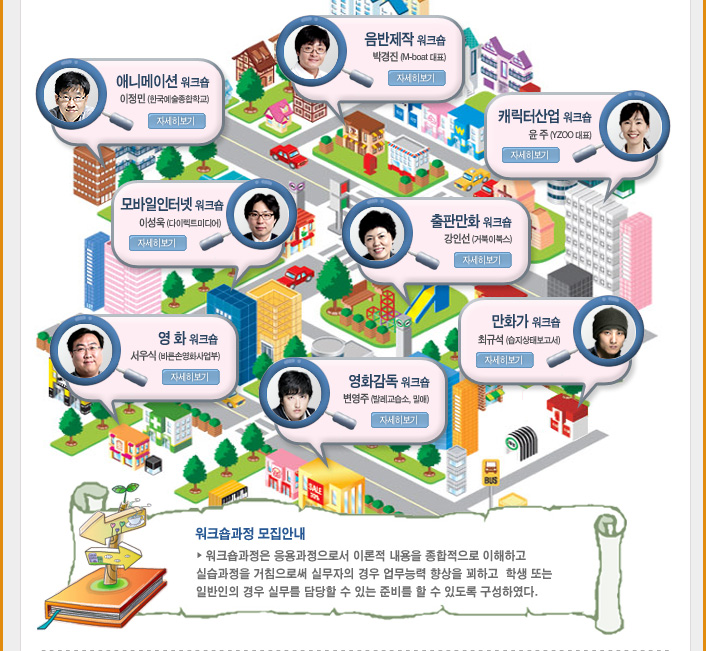 음반제작 워크숍
박경진 (M-boat 대표)
자세히보기
애니메이션 워크숍
이정민 (한국예술종합학교)
자세히보기
캐릭터산업 워크숍
윤 주 (YZOO 대표)
자세히보기
모바일인터넷 워크숍
이성욱 (다이렉트미디어)
자세히보기
출판만화 워크숍
강인선 (거북이북스)
자세히보기
영 화 워크숍
서우식 (바른손영화사업부)
자세히보기
만화가 워크숍
최규석 (습지생태보고서)
자세히보기
영화감독 워크숍
변영주 (발레교습소, 밀애)
자세히보기
SALE
BUS
워크숍과정 모집안내
워크숍과정은 응용과정으로서 이론적 내용을 종합적으로 이해하고
실습과정을 거침으로써 실무자의 경우 업무능력 향상을 꾀하고 학생 또는
일반인의 경우 실무를 담당할 수 있는 준비를 할 수 있도록 구성하였다.